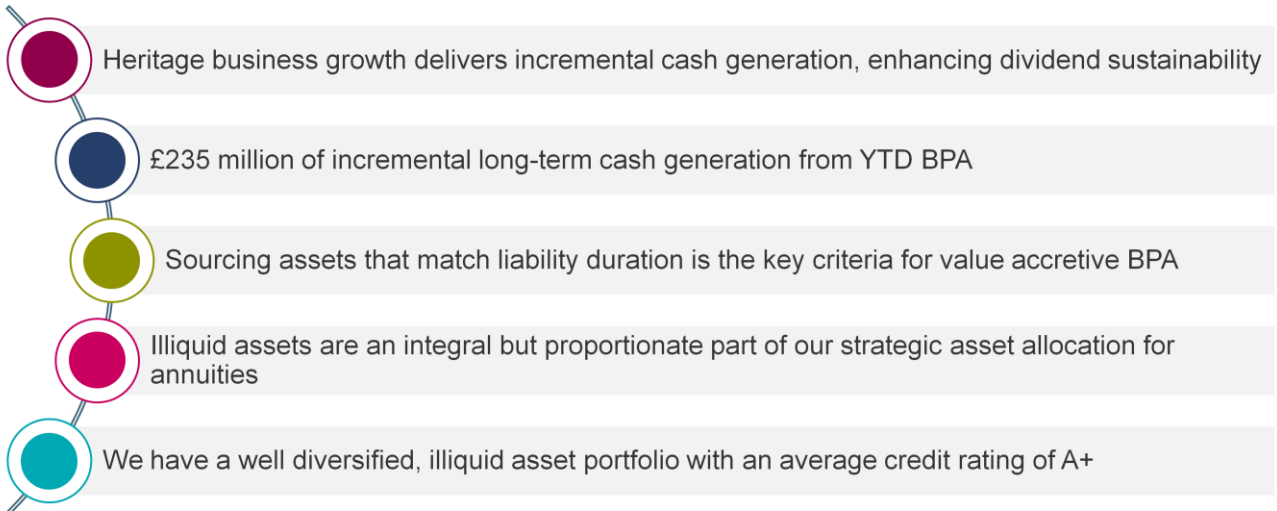 Heritage business growth delivers incremental cash generation, enhancing dividend sustainability
£235 million of incremental long-term cash generation from YTD BPA
Sourcing assets that match liability duration is the key criteria for value accretive BPA
Illiquid assets are an integral but proportionate part of our strategic asset allocation for
annuities
We have a well diversified, illiquid asset portfolio with an average credit rating of A+